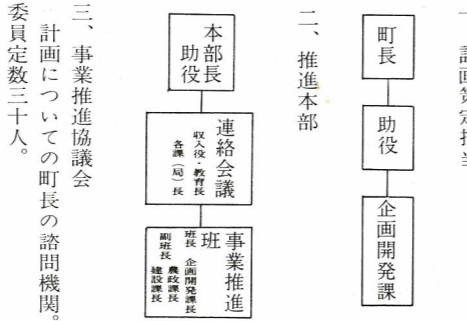 町長
助役
企画開発課
二、推進本部
本部長
助役
連絡会議
収入役・教育長
各課（局）長
事業推進
班
班長 企画開発課長
副班長 農政課長
建設課長
三、事業推進協議会
計画についての町長の諮問機関。
委員定数三十人。